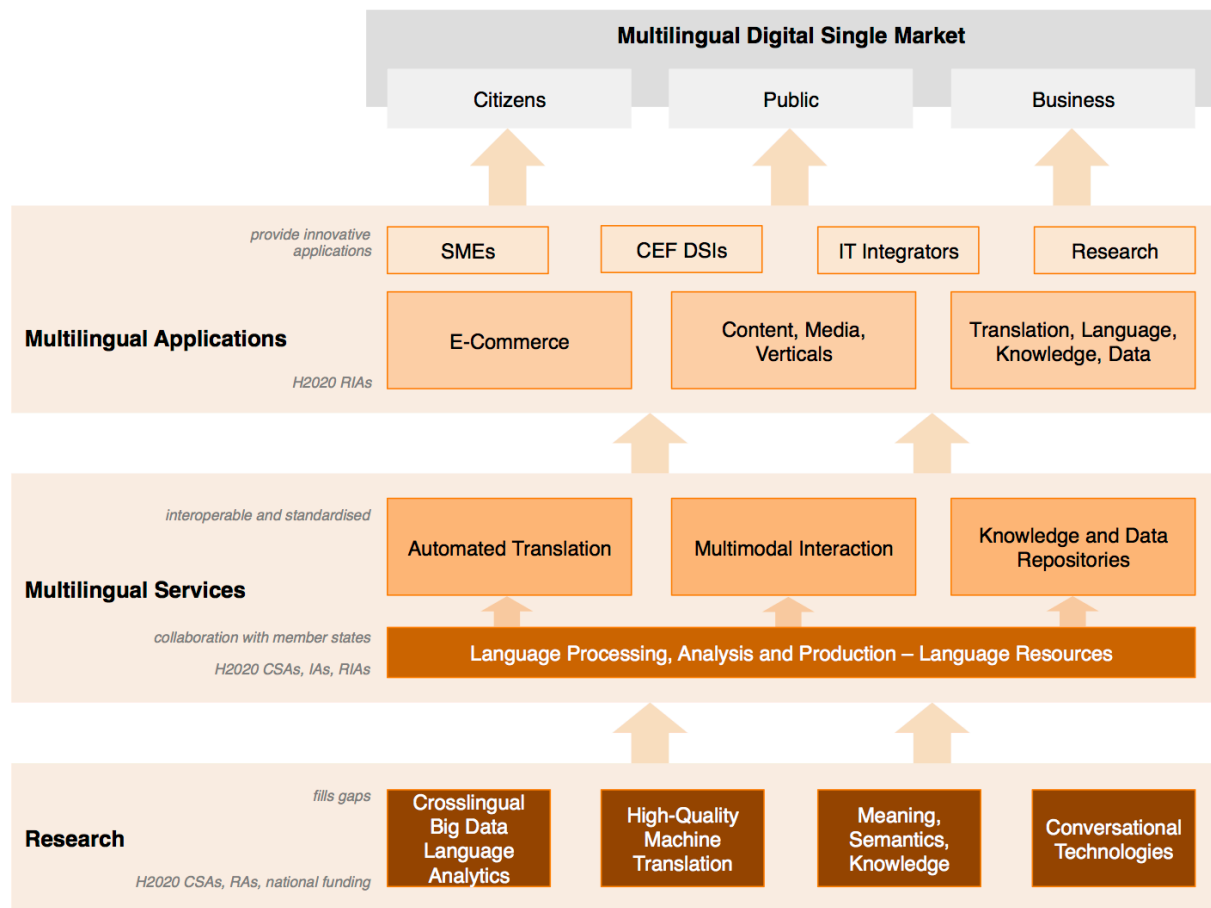 Multilingual Digital Single Market
Citizens
Public
Business
provide innovative
applications
SMEs
CEF DSIs
IT Integrators
Research
Multilingual Applications
E-Commerce
Content, Media,
Verticals
Translation, Language,
Knowledge, Data
H2020 RIAs
interoperable and standardised
Automated Translation
Multimodal Interaction
Knowledge and Data
Repositories
Multilingual Services
collaboration with member states
H2020 CSAs, IAs, RIAs
Language Processing, Analysis and Production – Language Resources
fills gaps
Crosslingual
Big Data
Language
Analytics
High-Quality
Machine
Translation
Meaning,
Semantics,
Knowledge
Conversational
Technologies
Research
H2020 CSAs, RAs, national funding